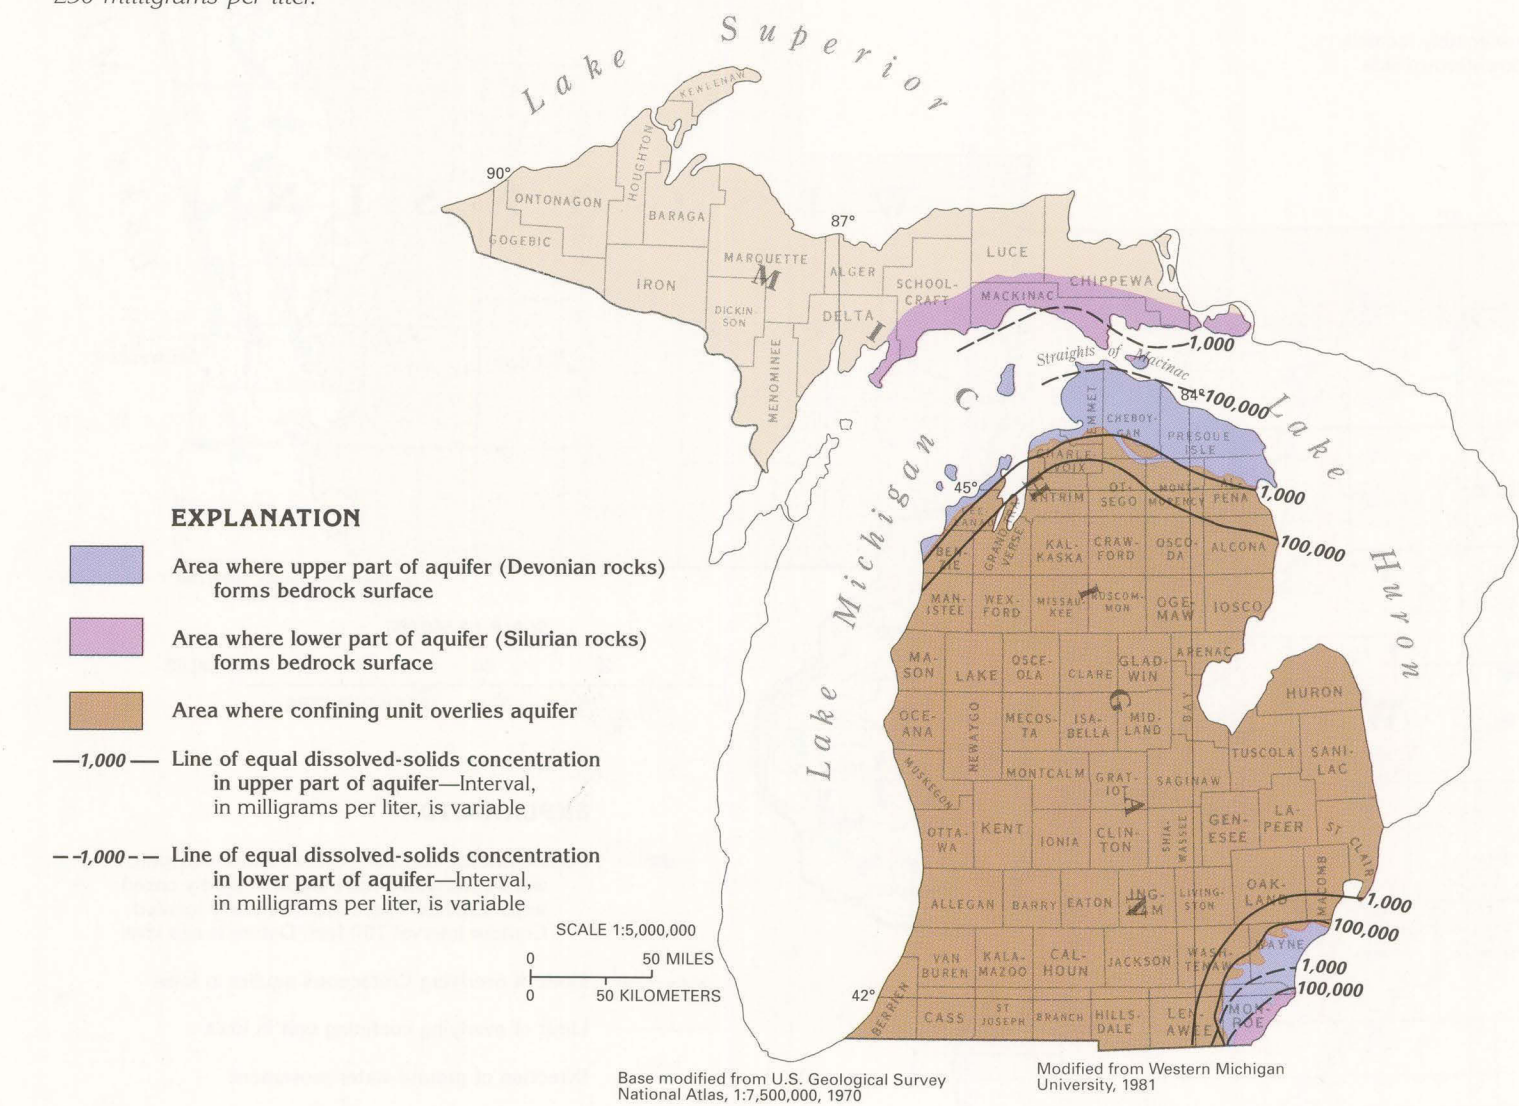 250 milligrams per liter.
Lake Superior
KEWEENAW
HOUGHTON
90°
ONTONAGON
BARAGA
87°
GOGEBIC
MARQUETTE
LUCE
M
ALGER
CHIPPEWA
IRON
SCHOOL-
CRAFT
MACKINAC
DICKIN-
SON
DELTA
I
MENOMINEE
1,000
Straights of Macinac
84°
100,000
C
Lake Huron
EMMET
CHEBOY-
GAN
PRESQUE
ISLE
Lake Michigan
CHARLE-
VOIX
45°
H
ANTRIM
OT-
SEGO
MONT-
MORENCY
AL-
PENA
1,000
LEE-
LANAU
GRAND
TRA-
VERSE
BEN-
ZIE
KAL-
KASKA
CRAW-
FORD
OSCO-
DA
ALCONA
100,000
MAN-
ISTEE
WEX-
FORD
MISSAU-
KEE
I
ROSCOM-
MON
OGE-
MAW
IOSCO
MA-
SON
LAKE
OSCE-
OLA
CLARE
GLAD-
WIN
ARENAC
G
HURON
OCE-
ANA
NEWAYGO
MECOS-
TA
ISA-
BELLA
MID-
LAND
BAY
TUSCOLA
SANI-
LAC
MUSKEGON
MONTCALM
GRAT-
IOT
SAGINAW
A
OTTA-
WA
KENT
IONIA
CLIN-
TON
SHIA-
WASSEE
GEN-
ESEE
LA-
PEER
ST CLAIR
ALLEGAN
BARRY
EATON
ING-
HAM
N
LIVING-
STON
OAK-
LAND
MACOMB
1,000
100,000
VAN
BUREN
KALA-
MAZOO
CAL-
HOUN
JACKSON
WASH-
TENAW
WAYNE
1,000
100,000
42°
BERRIEN
CASS
ST
JOSEPH
BRANCH
HILLS-
DALE
LEN-
AWEE
MON-
ROE
EXPLANATION
Area where upper part of aquifer (Devonian rocks)
forms bedrock surface
Area where lower part of aquifer (Silurian rocks)
forms bedrock surface
Area where confining unit overlies aquifer
—1,000— Line of equal dissolved-solids concentration
in upper part of aquifer—Interval,
in milligrams per liter, is variable
– –1,000– – Line of equal dissolved-solids concentration
in lower part of aquifer—Interval,
in milligrams per liter, is variable
SCALE 1:5,000,000
0 50 MILES
0 50 KILOMETERS
Base modified from U.S. Geological Survey
National Atlas, 1:7,500,000, 1970
Modified from Western Michigan
University, 1981